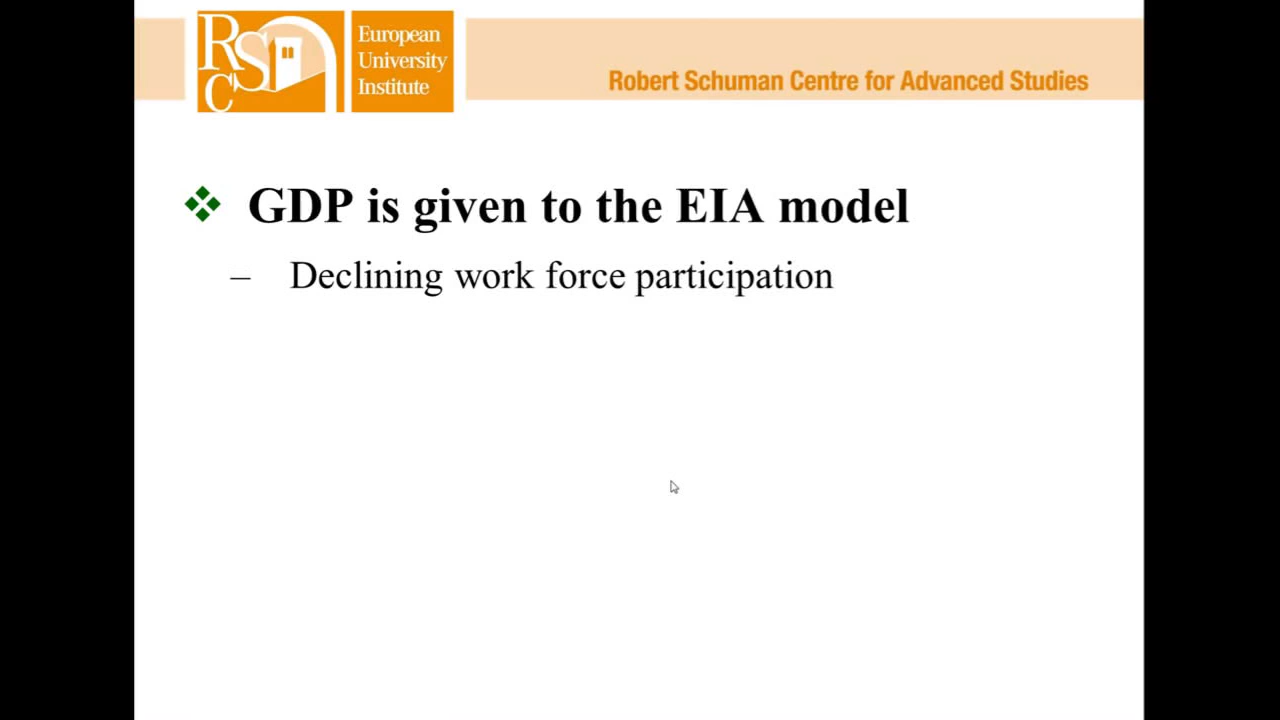 RSC
European
University
Institute
Robert Schuman Centre for Advanced Studies
❖ GDP is given to the EIA model
– Declining work force participation